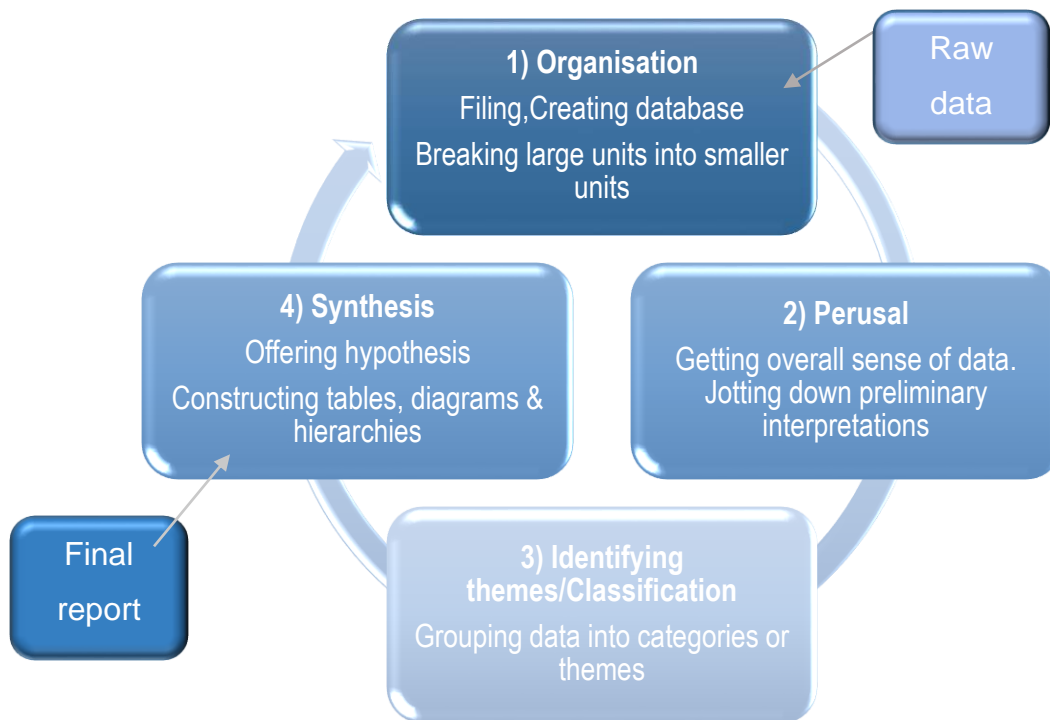 1) Organisation
Filing,Creating database
Breaking large units into smaller
units
Raw
data
2) Perusal
Getting overall sense of data.
Jotting down preliminary
interpretations
3) Identifying
themes/Classification
Grouping data into categories or
themes
4) Synthesis
Offering hypothesis
Constructing tables, diagrams &
hierarchies
Final
report